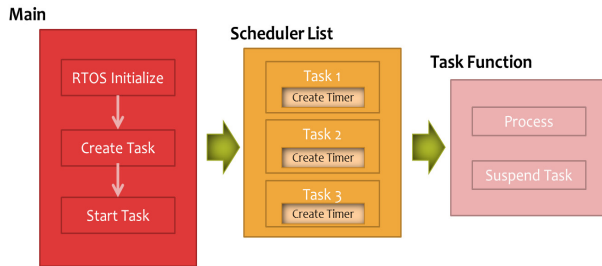 Main
RTOS Initialize
Create Task
Start Task
Scheduler List
Task 1
Create Timer
Task 2
Create Timer
Task 3
Create Timer
Task Function
Process
Suspend Task